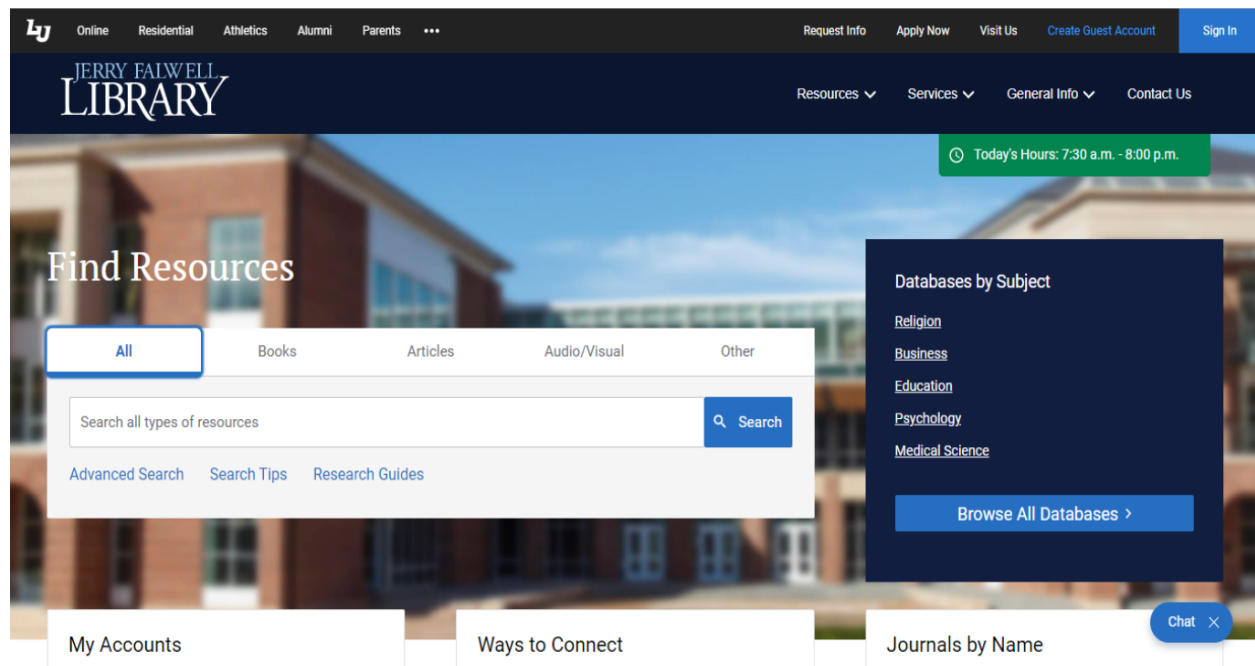 LU Online Residential Athletics Alumni Parents ••• Request Info Apply Now Visit Us Create Guest Account Sign In
JERRY FALWELL
LIBRARY
Resources Services General Info Contact Us
Today's Hours: 7:30 a.m. - 8:00 p.m.
Find Resources
All Books Articles Audio/Visual Other
Search all types of resources Search
Advanced Search Search Tips Research Guides
Databases by Subject
Religion
Business
Education
Psychology
Medical Science
Browse All Databases >
Chat ×
My Accounts Ways to Connect Journals by Name